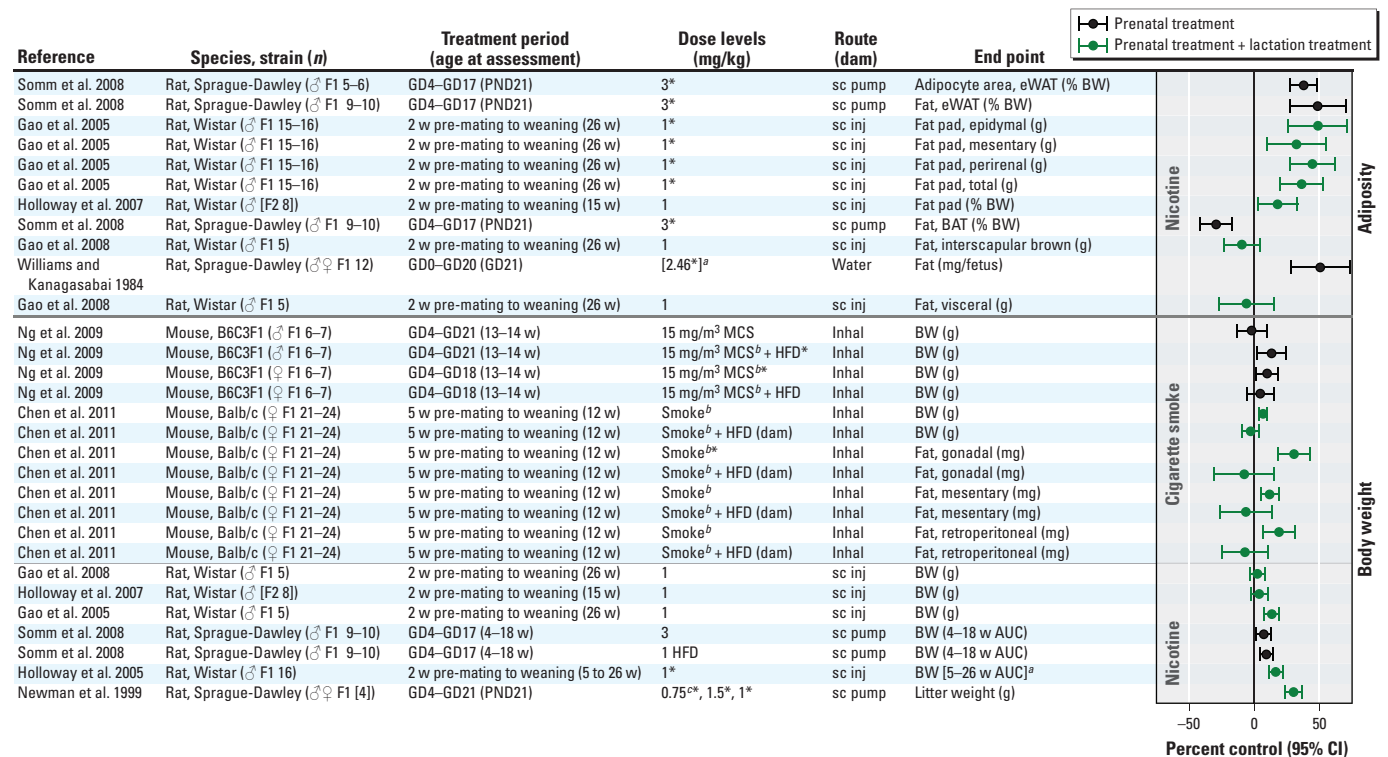 Prenatal treatment
Prenatal treatment + lactation treatment
Reference Species, strain (n) Treatment period (age at assessment) Dose levels (mg/kg) Route (dam) End point
Somm et al. 2008 Rat, Sprague-Dawley (♂ F1 5–6) GD4–GD17 (PND21) 3* sc pump Adipocyte area, eWAT (% BW)
Somm et al. 2008 Rat, Sprague-Dawley (♂ F1 9–10) GD4–GD17 (PND21) 3* sc pump Fat, eWAT (% BW)
Gao et al. 2005 Rat, Wistar (♂ F1 15–16) 2 w pre-mating to weaning (26 w) 1* sc inj Fat pad, epidymal (g)
Gao et al. 2005 Rat, Wistar (♂ F1 15–16) 2 w pre-mating to weaning (26 w) 1* sc inj Fat pad, mesentary (g)
Gao et al. 2005 Rat, Wistar (♂ F1 15–16) 2 w pre-mating to weaning (26 w) 1* sc inj Fat pad, perirenal (g)
Gao et al. 2005 Rat, Wistar (♂ F1 15–16) 2 w pre-mating to weaning (26 w) 1* sc inj Fat pad, total (g)
Holloway et al. 2007 Rat, Wistar (♂ [F2 8]) 2 w pre-mating to weaning (15 w) 1 sc inj Fat pad (% BW)
Somm et al. 2008 Rat, Sprague-Dawley (♂ F1 9–10) GD4–GD17 (PND21) 3* sc pump Fat, BAT (% BW)
Gao et al. 2008 Rat, Wistar (♂ F1 5) 2 w pre-mating to weaning (26 w) 1 sc inj Fat, interscapular brown (g)
Williams and Rat, Sprague-Dawley (♂♀ F1 12) GD0–GD20 (GD21) [2.46*]a Water Fat (mg/fetus)
Kanagasabai 1984
Gao et al. 2008 Rat, Wistar (♂ F1 5) 2 w pre-mating to weaning (26 w) 1 sc inj Fat, visceral (g)
Nicotine
Adiposity
Ng et al. 2009 Mouse, B6C3F1 (♂ F1 6–7) GD4–GD21 (13–14 w) 15 mg/m3 MCS Inhal BW (g)
Ng et al. 2009 Mouse, B6C3F1 (♂ F1 6–7) GD4–GD21 (13–14 w) 15 mg/m3 MCSb + HFD* Inhal BW (g)
Ng et al. 2009 Mouse, B6C3F1 (♀ F1 6–7) GD4–GD18 (13–14 w) 15 mg/m3 MCSb* Inhal BW (g)
Ng et al. 2009 Mouse, B6C3F1 (♀ F1 6–7) GD4–GD18 (13–14 w) 15 mg/m3 MCSb + HFD Inhal BW (g)
Chen et al. 2011 Mouse, Balb/c (♀ F1 21–24) 5 w pre-mating to weaning (12 w) Smokeb Inhal BW (g)
Chen et al. 2011 Mouse, Balb/c (♀ F1 21–24) 5 w pre-mating to weaning (12 w) Smokeb + HFD (dam) Inhal BW (g)
Chen et al. 2011 Mouse, Balb/c (♀ F1 21–24) 5 w pre-mating to weaning (12 w) Smokeb* Inhal Fat, gonadal (mg)
Chen et al. 2011 Mouse, Balb/c (♀ F1 21–24) 5 w pre-mating to weaning (12 w) Smokeb + HFD (dam) Inhal Fat, gonadal (mg)
Chen et al. 2011 Mouse, Balb/c (♀ F1 21–24) 5 w pre-mating to weaning (12 w) Smokeb Inhal Fat, mesentary (mg)
Chen et al. 2011 Mouse, Balb/c (♀ F1 21–24) 5 w pre-mating to weaning (12 w) Smokeb + HFD (dam) Inhal Fat, mesentary (mg)
Chen et al. 2011 Mouse, Balb/c (♀ F1 21–24) 5 w pre-mating to weaning (12 w) Smokeb Inhal Fat, retroperitoneal (mg)
Chen et al. 2011 Mouse, Balb/c (♀ F1 21–24) 5 w pre-mating to weaning (12 w) Smokeb + HFD (dam) Inhal Fat, retroperitoneal (mg)
Cigarette smoke
Gao et al. 2008 Rat, Wistar (♂ F1 5) 2 w pre-mating to weaning (26 w) 1 sc inj BW (g)
Holloway et al. 2007 Rat, Wistar (♂ [F2 8]) 2 w pre-mating to weaning (15 w) 1 sc inj BW (g)
Gao et al. 2005 Rat, Wistar (♂ F1 5) 2 w pre-mating to weaning (26 w) 1 sc inj BW (g)
Somm et al. 2008 Rat, Sprague-Dawley (♂ F1 9–10) GD4–GD17 (4–18 w) 3 sc pump BW (4–18 w AUC)
Somm et al. 2008 Rat, Sprague-Dawley (♂ F1 9–10) GD4–GD17 (4–18 w) 1 HFD sc pump BW (4–18 w AUC)
Holloway et al. 2005 Rat, Wistar (♂ F1 16) 2 w pre-mating to weaning (5 to 26 w) 1* sc inj BW [5–26 w AUC]a
Newman et al. 1999 Rat, Sprague-Dawley (♂♀ F1 [4]) GD4–GD21 (PND21) 0.75c*, 1.5*, 1* sc pump Litter weight (g)
Nicotine
Body weight
–50 0 50
Percent control (95% CI)